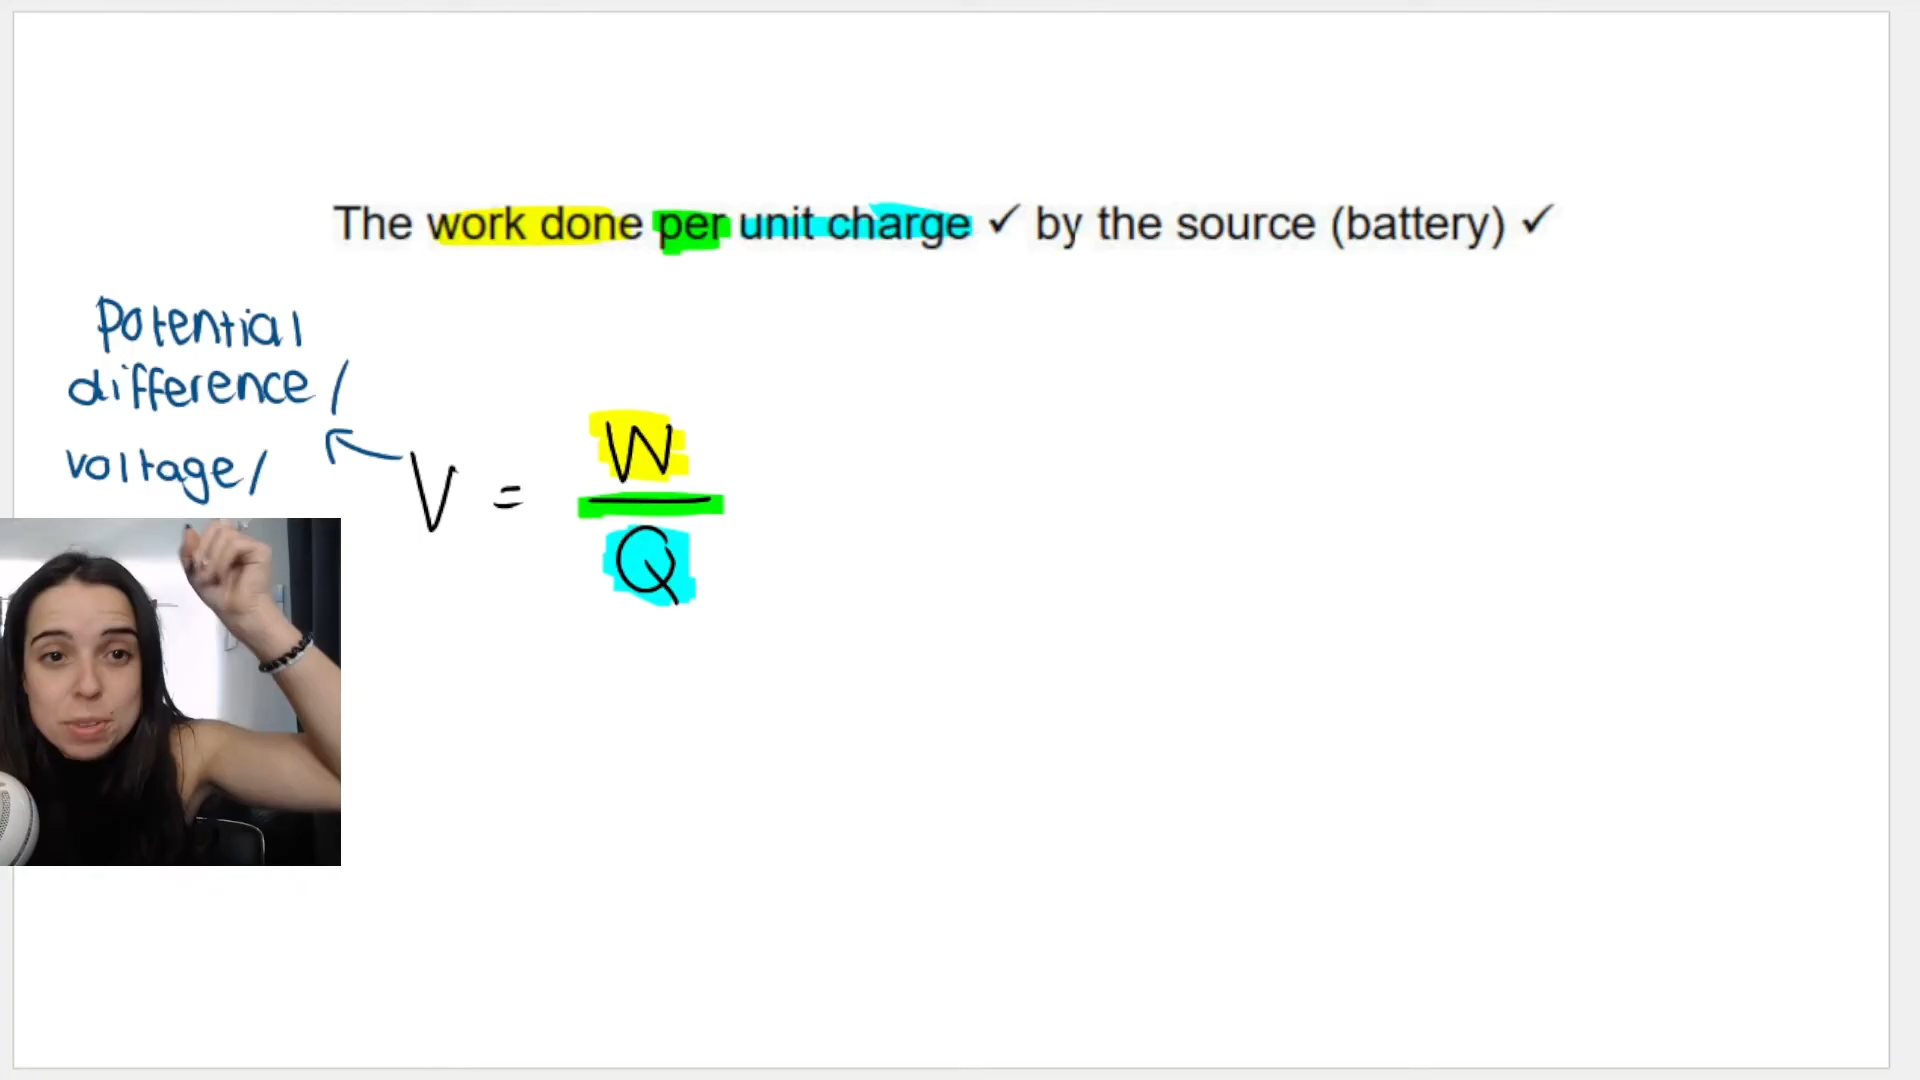 The work done per unit charge ✓ by the source (battery) ✓
Potential
difference /
voltage /
V = W
Q